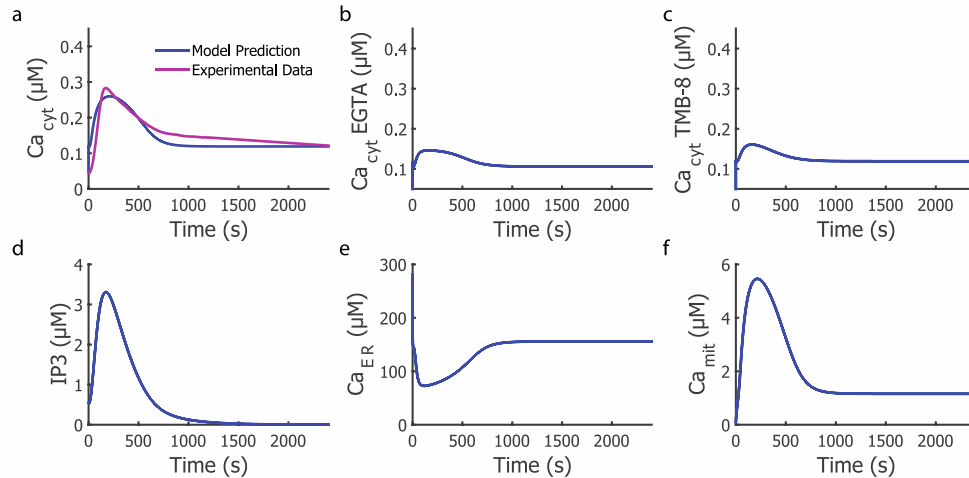 a
0.4
0.3
0.2
0.1
0
Ca cyt (μM)
Model Prediction
Experimental Data
0 500 1000 1500 2000
Time (s)
b
0.4
0.3
0.2
0.1
Ca cyt EGTA (μM)
0 500 1000 1500 2000
Time (s)
c
0.4
0.3
0.2
0.1
Ca cyt TMB-8 (μM)
0 500 1000 1500 2000
Time (s)
d
4
3
2
1
0
IP3 (μM)
0 500 1000 1500 2000
Time (s)
e
300
200
100
0
Ca ER (μM)
0 500 1000 1500 2000
Time (s)
f
6
4
2
0
Ca mit (μM)
0 500 1000 1500 2000
Time (s)